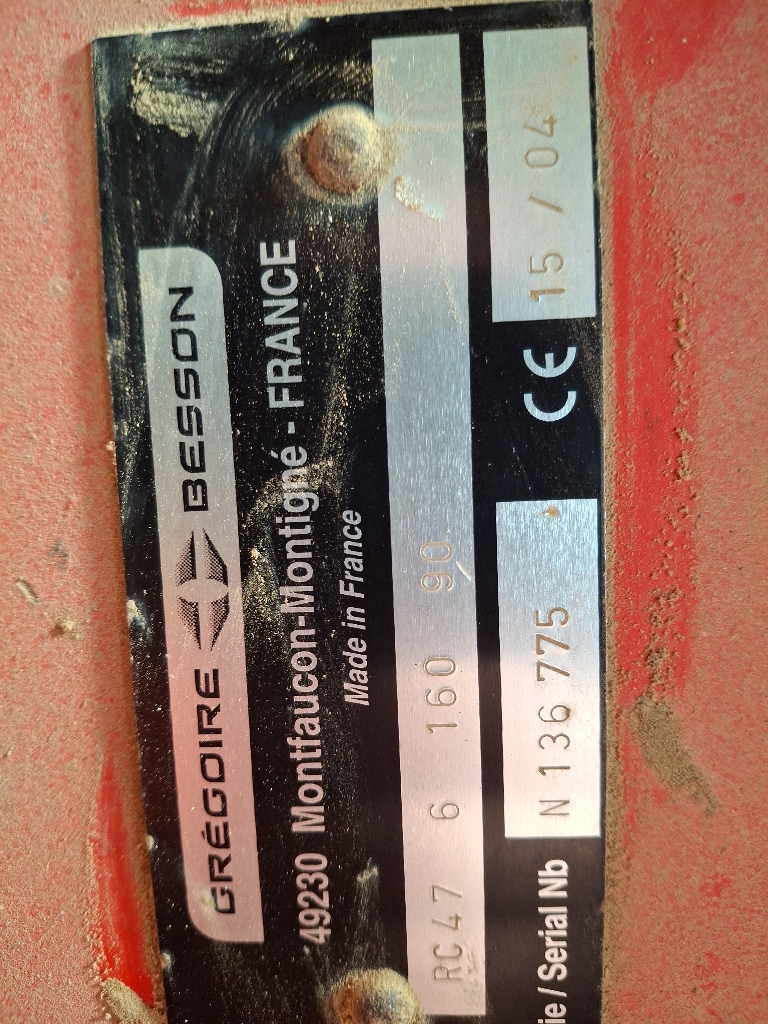 GRÉGOIRE BESSON
49230 Montfaucon-Montigné - FRANCE
Made in France
RC47 6 160 90
ie / Serial Nb N 136 775 CE 15 / 04